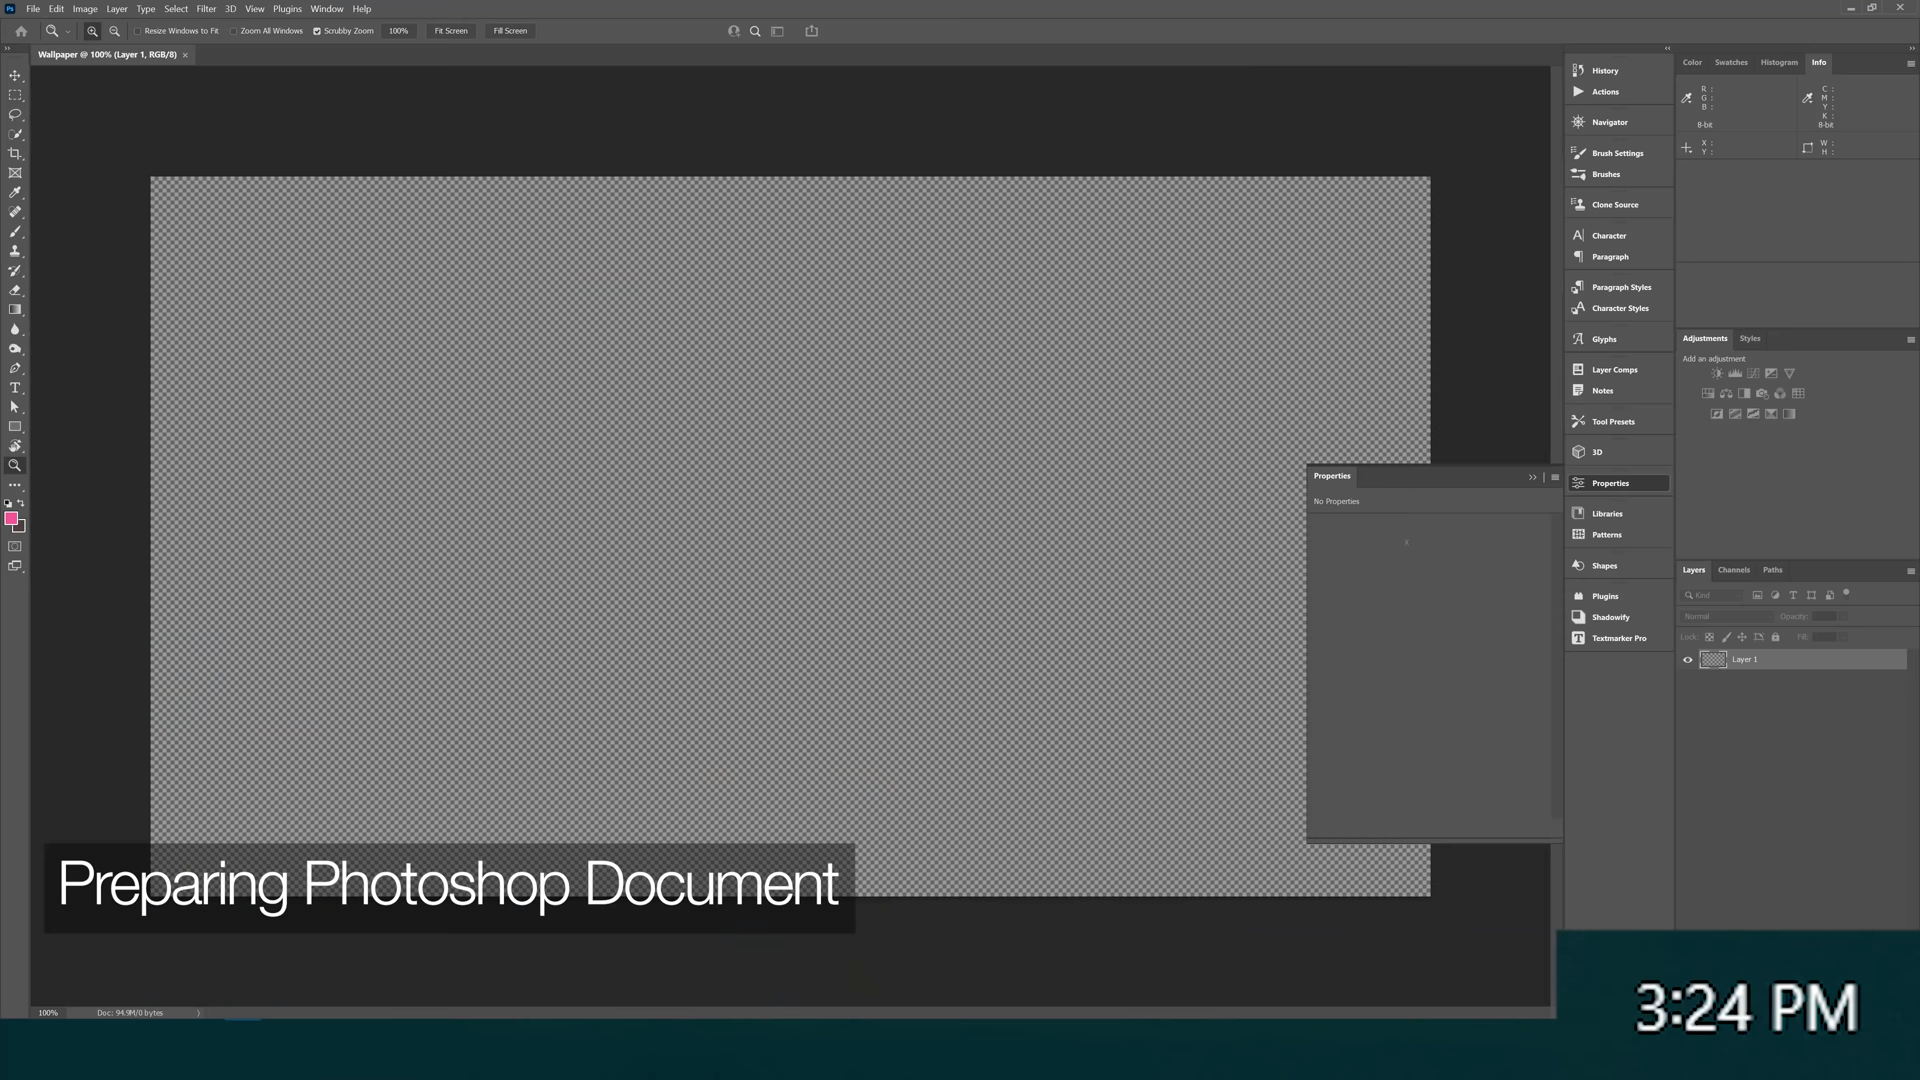 Ps File Edit Image Layer Type Select Filter 3D View Plugins Window Help
Resize Windows to Fit Zoom All Windows Scrubby Zoom 100% Fit Screen Fill Screen
Wallpaper @ 100% (Layer 1, RGB/8) ×
History
Actions
Navigator
Brush Settings
Brushes
Clone Source
Character
Paragraph
Paragraph Styles
Character Styles
Glyphs
Layer Comps
Notes
Tool Presets
3D
Properties
Libraries
Patterns
Shapes
Plugins
Shadowify
Textmarker Pro
Color Swatches Histogram Info
R :
G :
B :
8-bit
C :
M :
Y :
K :
8-bit
X :
Y :
W :
H :
Adjustments Styles
Add an adjustment
Properties
No Properties
Layers Channels Paths
Kind
Normal Opacity:
Lock: Fill:
Layer 1
Preparing Photoshop Document
100% Doc: 94.9M/0 bytes
3:24 PM